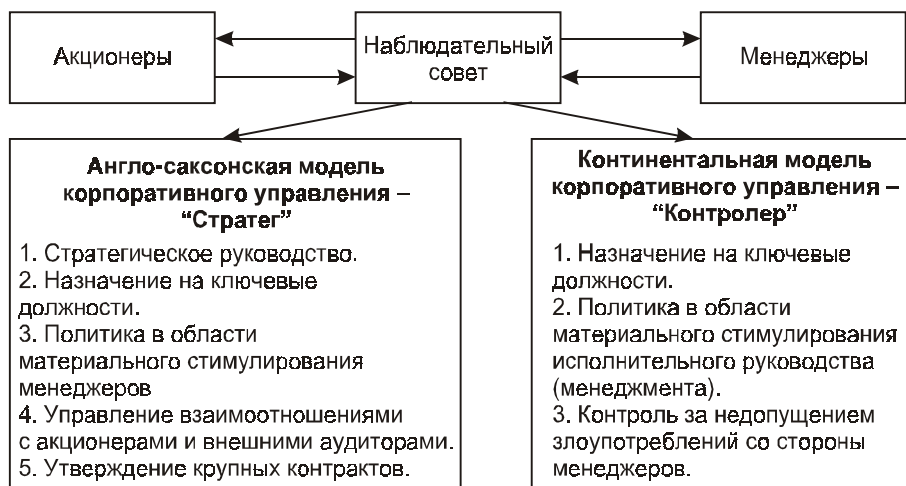 Акционеры
Наблюдательный
совет
Менеджеры
Англо-саксонская модель
корпоративного управления –
“Стратег”
1. Стратегическое руководство.
2. Назначение на ключевые
должности.
3. Политика в области
материального стимулирования
менеджеров
4. Управление взаимоотношениями
с акционерами и внешними аудиторами.
5. Утверждение крупных контрактов.
Континентальная модель
корпоративного управления –
“Контролер”
1. Назначение на ключевые
должности.
2. Политика в области
материального стимулирования
исполнительного руководства
(менеджмента).
3. Контроль за недопущением
злоупотреблений со стороны
менеджеров.